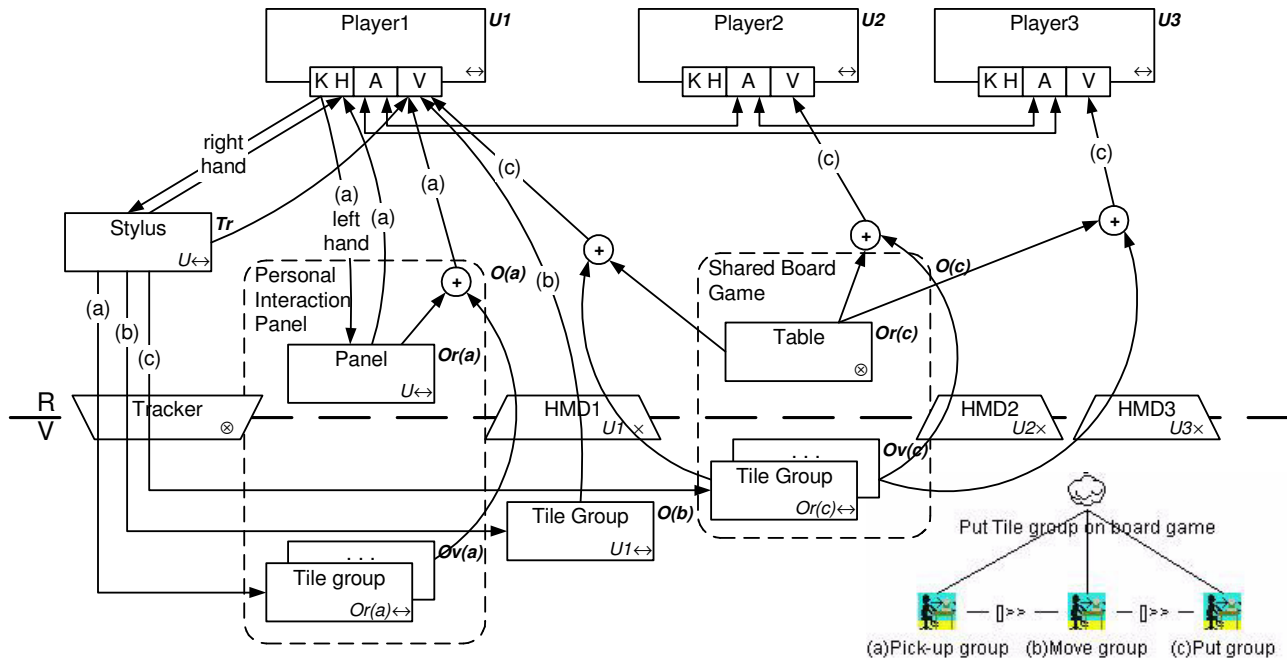 Player1
U1
Player2
U2
Player3
U3
↔
↔
↔
K H
A
V
K H
A
V
K H
A
V
right
hand
(a)
left
hand
(a)
(a)
(c)
(c)
(c)
Stylus
Tr
U↔
(a)
(b)
(c)
Personal
Interaction
Panel
O(a)
+
Panel
Or(a)
U↔
(b)
+
Shared Board
Game
+
+
O(c)
Table
Or(c)
⊗
R
V
Tracker
⊗
HMD1
U1 ×
HMD2
U2×
HMD3
U3×
. . .
Ov(c)
Tile Group
Or(c)↔
Tile Group
O(b)
U1↔
. . .
Ov(a)
Tile group
Or(a)↔
Put Tile group on board game
[]>>
[]>>
(a)Pick-up group
(b)Move group
(c)Put group